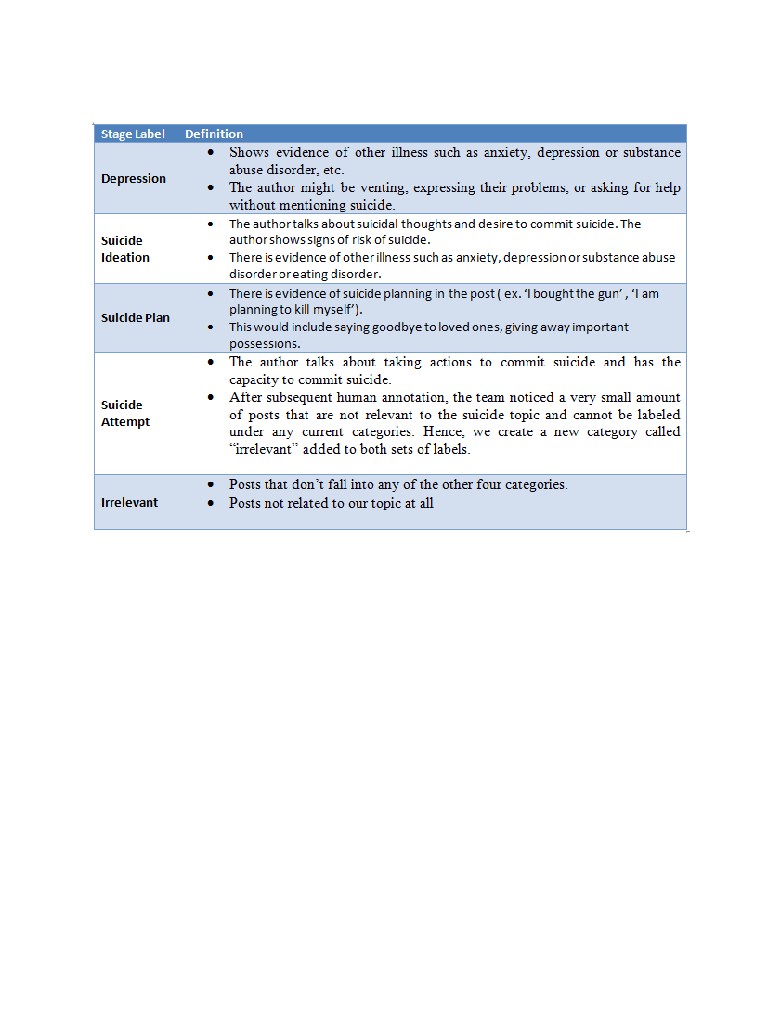 Stage Label Definition
Depression
• Shows evidence of other illness such as anxiety, depression or substance
abuse disorder, etc.
• The author might be venting, expressing their problems, or asking for help
without mentioning suicide.
Suicide
Ideation
• The author talks about suicidal thoughts and desire to commit suicide. The
author shows signs of risk of suicide.
• There is evidence of other illness such as anxiety, depression or substance abuse
disorder or eating disorder.
Suicide Plan
• There is evidence of suicide planning in the post ( ex. ‘I bought the gun’ , ‘I am
planning to kill myself’).
• This would include saying goodbye to loved ones, giving away important
possessions.
Suicide
Attempt
• The author talks about taking actions to commit suicide and has the
capacity to commit suicide.
• After subsequent human annotation, the team noticed a very small amount
of posts that are not relevant to the suicide topic and cannot be labeled
under any current categories. Hence, we create a new category called
“irrelevant” added to both sets of labels.
Irrelevant
• Posts that don’t fall into any of the other four categories.
• Posts not related to our topic at all